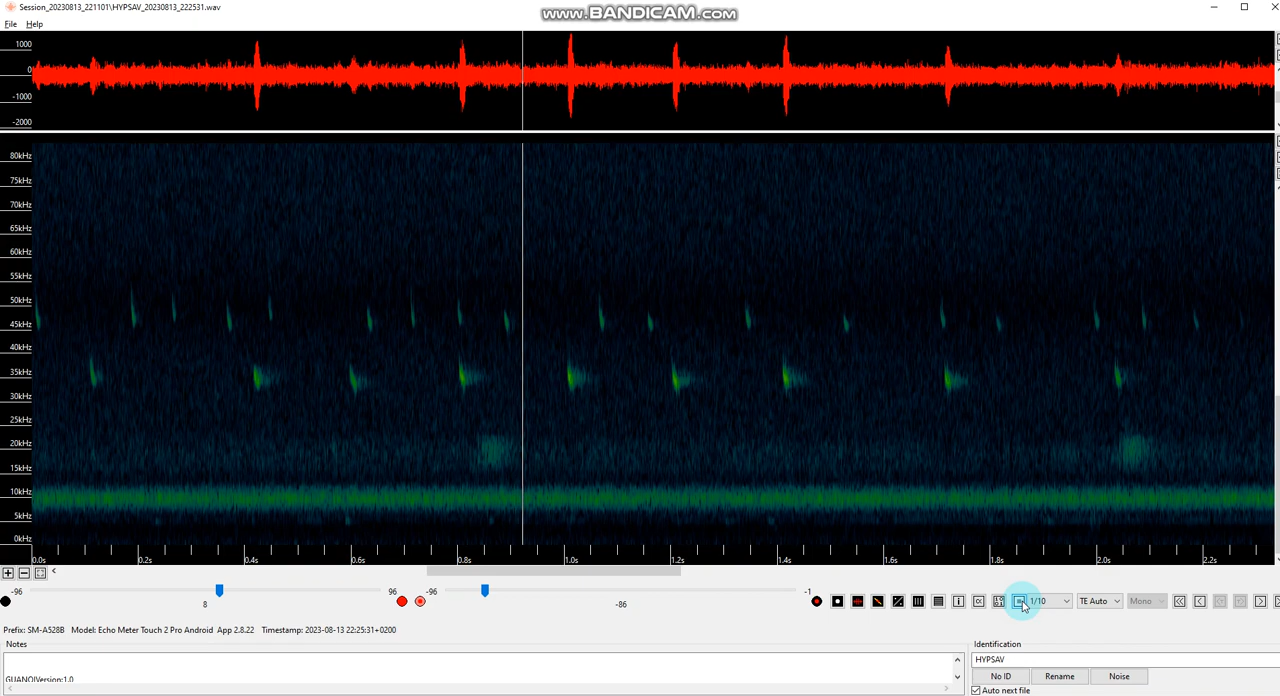 Session_20230813_221101\HYPSAV_20230813_222531.wav
www.BANDICAM.com
File Help
1000
0
-1000
-2000
80kHz
75kHz
70kHz
65kHz
60kHz
55kHz
50kHz
45kHz
40kHz
35kHz
30kHz
25kHz
20kHz
15kHz
10kHz
5kHz
0kHz
0.0s 0.2s 0.4s 0.6s 0.8s 1.0s 1.2s 1.4s 1.6s 1.8s 2.0s 2.2s
-96 96 -96 -1
8 -86
1/10 TE Auto Mono
Prefix: SM-A528B Model: Echo Meter Touch 2 Pro Android App 2.8.22 Timestamp: 2023-08-13 22:25:31+0200
Notes
GUANO|Version:1.0
Identification
HYPSAV
No ID Rename Noise
Auto next file